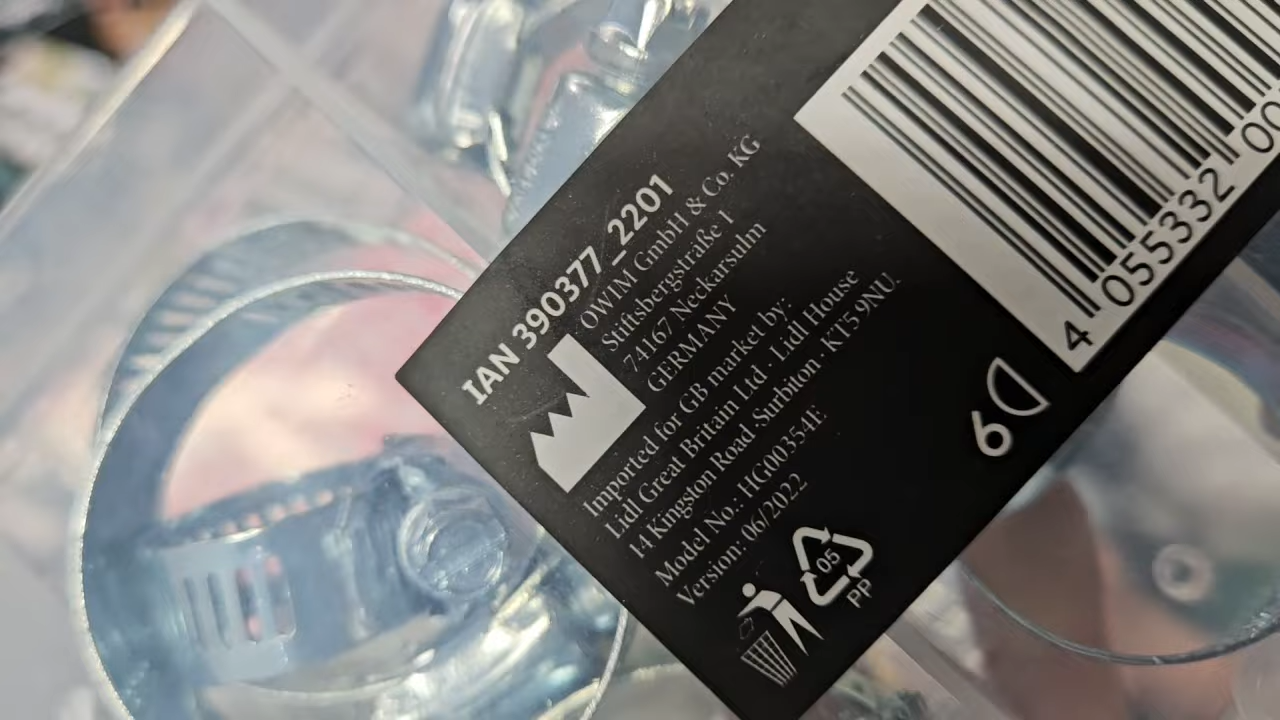 IAN 390377_2201
OWIM GmbH & Co. KG
Stiftsbergstraße 1
74167 Neckarsulm
GERMANY
Imported for GB market by:
Lidl Great Britain Ltd · Lidl House
14 Kingston Road · Surbiton · KT5 9NU.
Model No.: HG00354E
Version: 06/2022
05
PP
4 055332 00
6